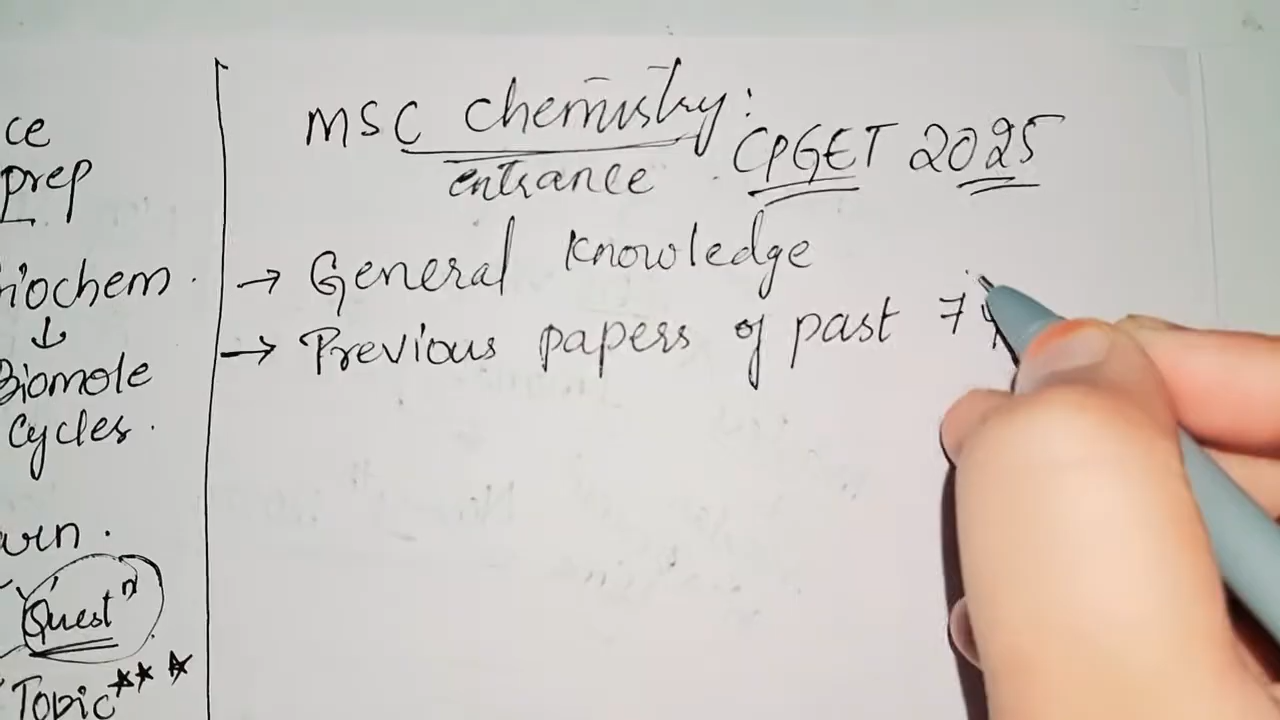 ce
prep
Biochem.
↓
Biomole
Cycles.
Quest^n
Topic***
MSC Chemistry:
entrance CPGET 2025
→ General Knowledge
→ Previous papers of past 7 y